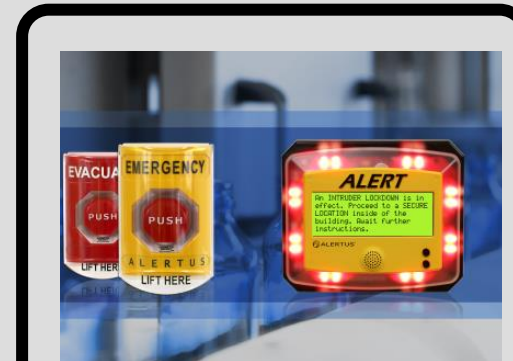 EVACUA
PUSH
LIFT HERE
EMERGENCY
PUSH
ALERTUS
LIFT HERE
ALERT
An INTRUDER LOCKDOWN is in
effect. Proceed to a SECURE
LOCATION inside of the
building. Await further
instructions.
ALERTUS